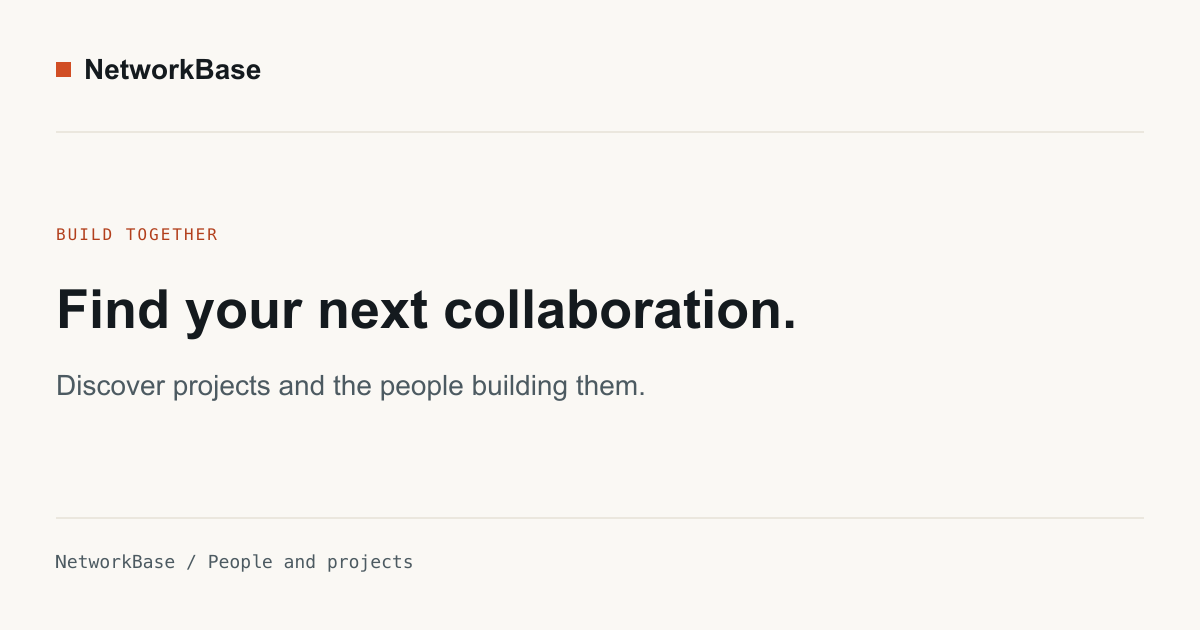 NetworkBase
BUILD TOGETHER
Find your next collaboration.
Discover projects and the people building them.
NetworkBase / People and projects